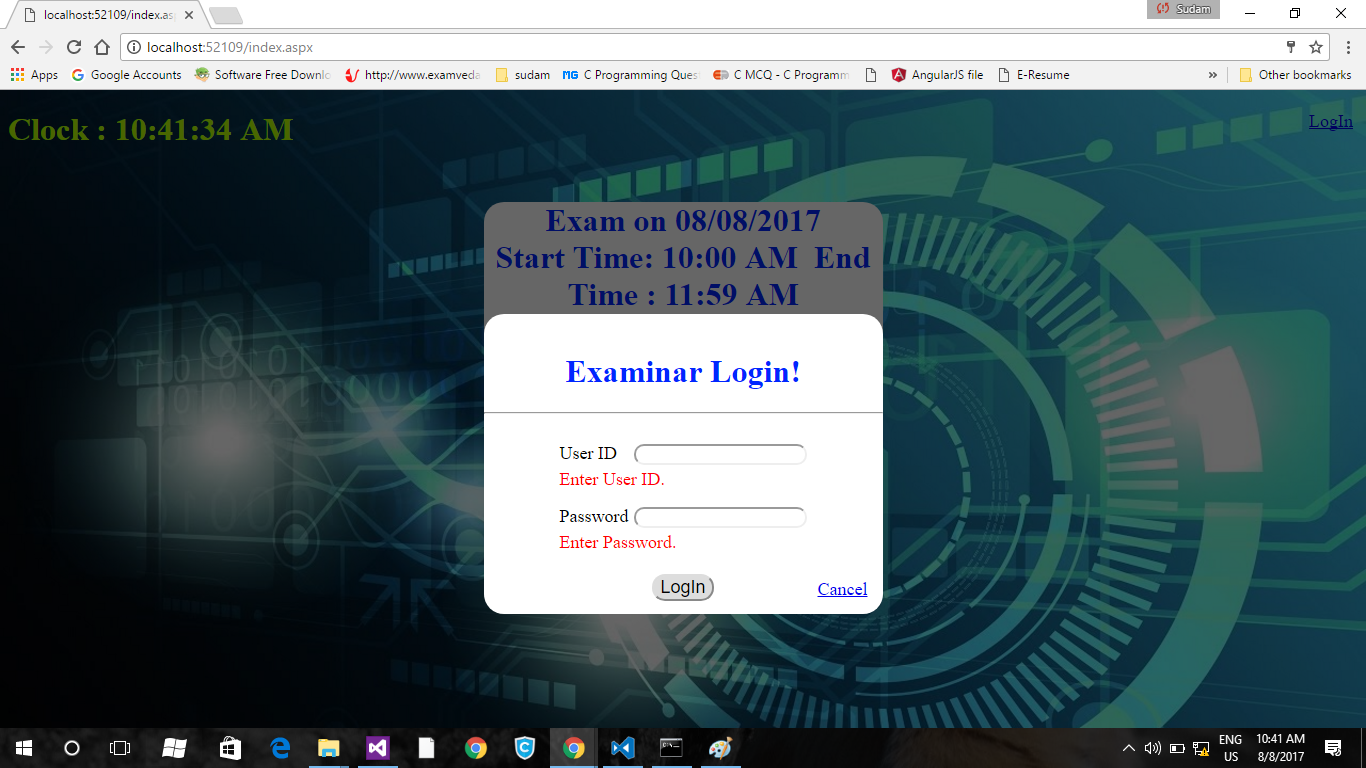 localhost:52109/index.as
Sudam
localhost:52109/index.aspx
Apps
Google Accounts
Software Free Downlo
http://www.examveda
sudam
MG C Programming Ques
C MCQ - C Programm
AngularJS file
E-Resume
»
Other bookmarks
Clock : 10:41:34 AM
LogIn
Exam on 08/08/2017
Start Time: 10:00 AM End
Time : 11:59 AM
Examinar Login!
User ID
Enter User ID.
Password
Enter Password.
LogIn
Cancel
ENG
US
10:41 AM
8/8/2017